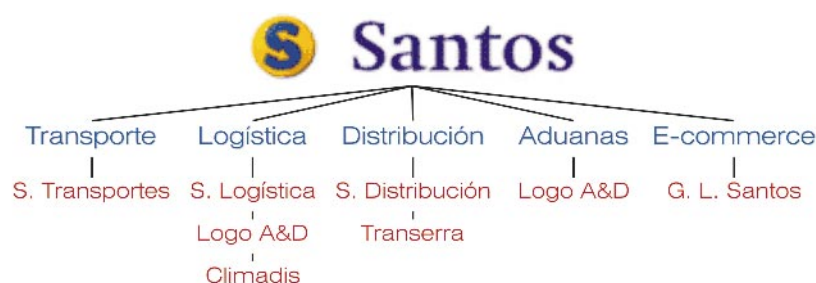 S Santos
Transporte Logística Distribución Aduanas E-commerce
S. Transportes S. Logística S. Distribución Logo A&D G. L. Santos
Logo A&D Transerra
Climadis